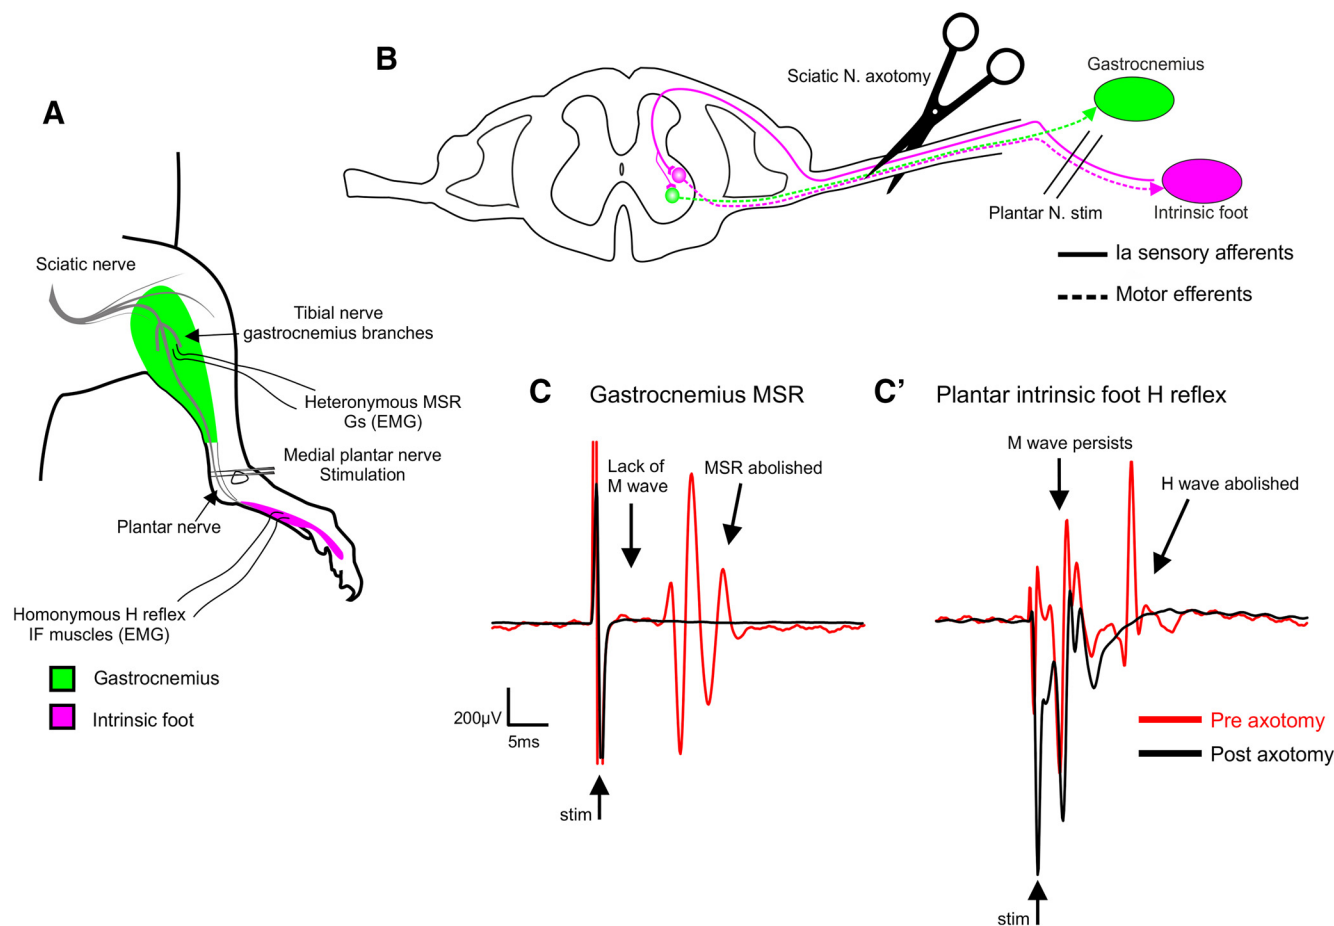 A
Sciatic nerve
Tibial nerve
gastrocnemius branches
Heteronymous MSR
Gs (EMG)
Medial plantar nerve
Stimulation
Plantar nerve
Homonymous H reflex
IF muscles (EMG)
Gastrocnemius
Intrinsic foot
B
Sciatic N. axotomy
Gastrocnemius
Plantar N. stim
Intrinsic foot
Ia sensory afferents
Motor efferents
C
Gastrocnemius MSR
Lack of
M wave
MSR abolished
200µV
5ms
stim
C’
Plantar intrinsic foot H reflex
M wave persists
H wave abolished
Pre axotomy
Post axotomy
stim